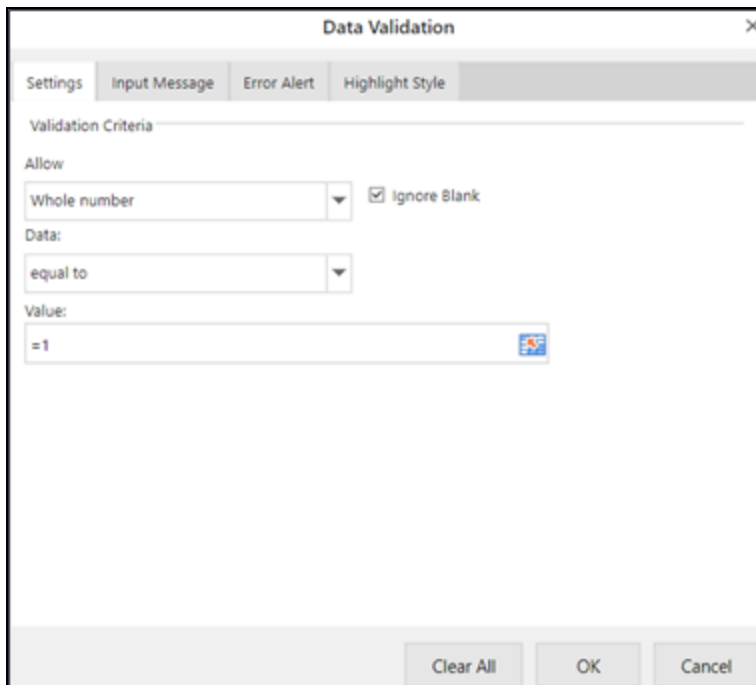 Data Validation
Settings Input Message Error Alert Highlight Style
Validation Criteria
Allow
Whole number Ignore Blank
Data:
equal to
Value:
=1
Clear All OK Cancel